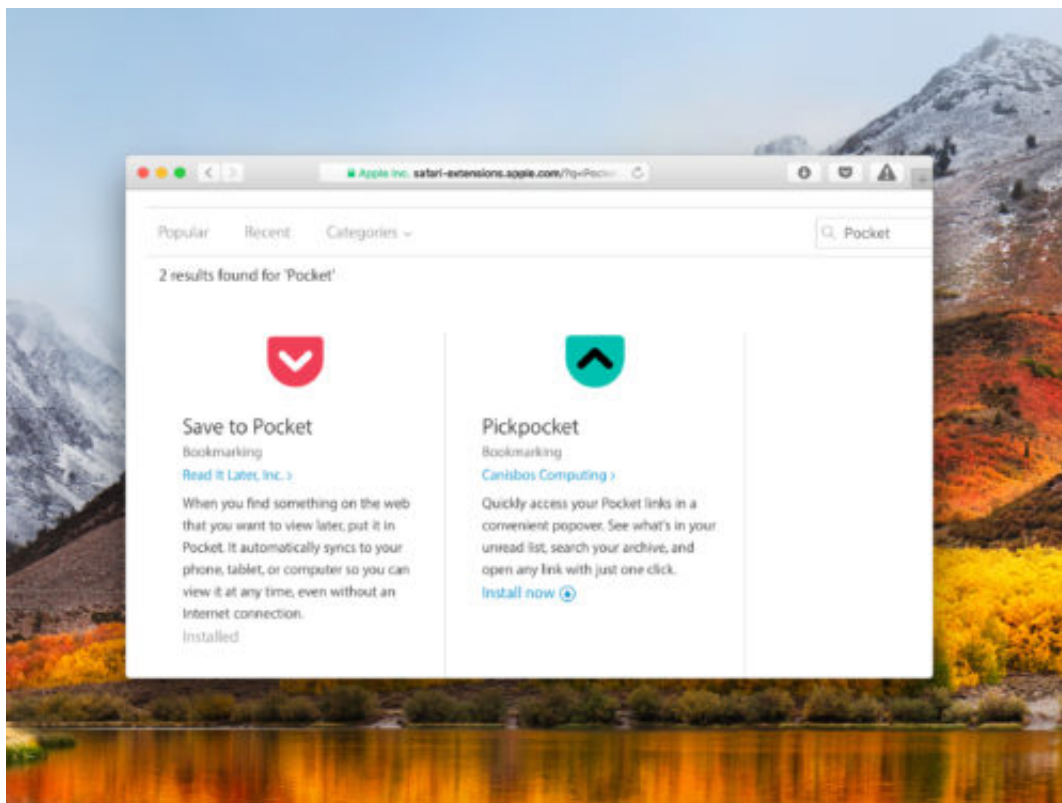 Apple Inc. safari-extensions.apple.com/?q=Pocket
Popular Recent Categories
Pocket
2 results found for 'Pocket'
Save to Pocket
Bookmarking
Read It Later, Inc. >
When you find something on the web
that you want to view later, put it in
Pocket. It automatically syncs to your
phone, tablet, or computer so you can
view it at any time, even without an
Internet connection.
Installed
Pickpocket
Bookmarking
Canisbos Computing >
Quickly access your Pocket links in a
convenient popover. See what's in your
unread list, search your archive, and
open any link with just one click.
Install now